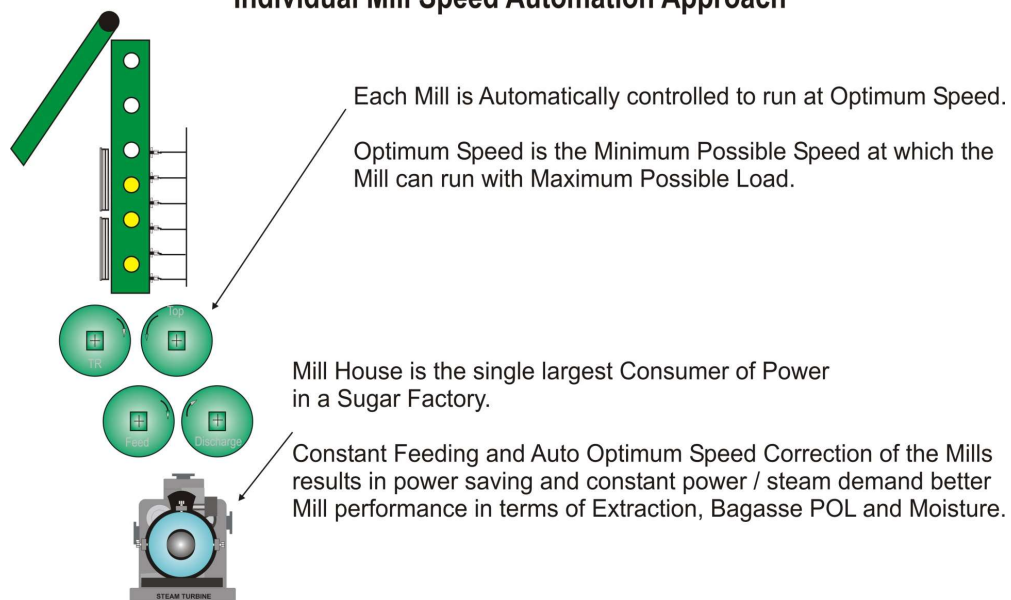 Individual Mill Speed Automation Approach
Each Mill is Automatically controlled to run at Optimum Speed.
Optimum Speed is the Minimum Possible Speed at which the
Mill can run with Maximum Possible Load.
Top
TR
Mill House is the single largest Consumer of Power
in a Sugar Factory.
Feed
Discharge
Constant Feeding and Auto Optimum Speed Correction of the Mills
results in power saving and constant power / steam demand better
Mill performance in terms of Extraction, Bagasse POL and Moisture.
STEAM TURBINE